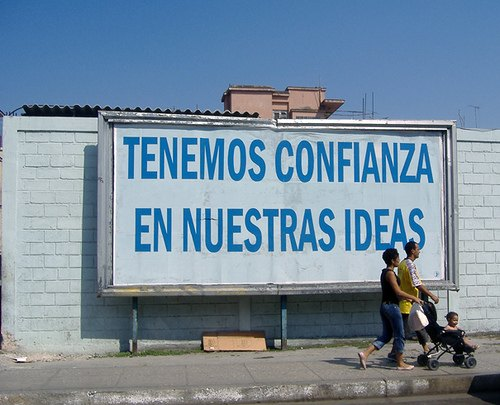 TENEMOS CONFIANZA
EN NUESTRAS IDEAS